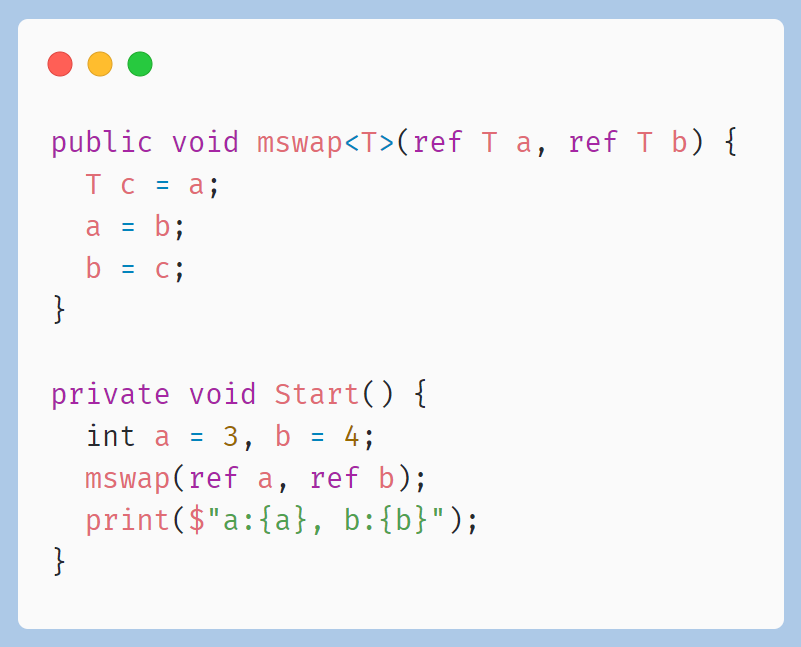 public void mswap<T>(ref T a, ref T b) {
  T c = a;
  a = b;
  b = c;
}

private void Start() {
  int a = 3, b = 4;
  mswap(ref a, ref b);
  print($"a:{a}, b:{b}");
}